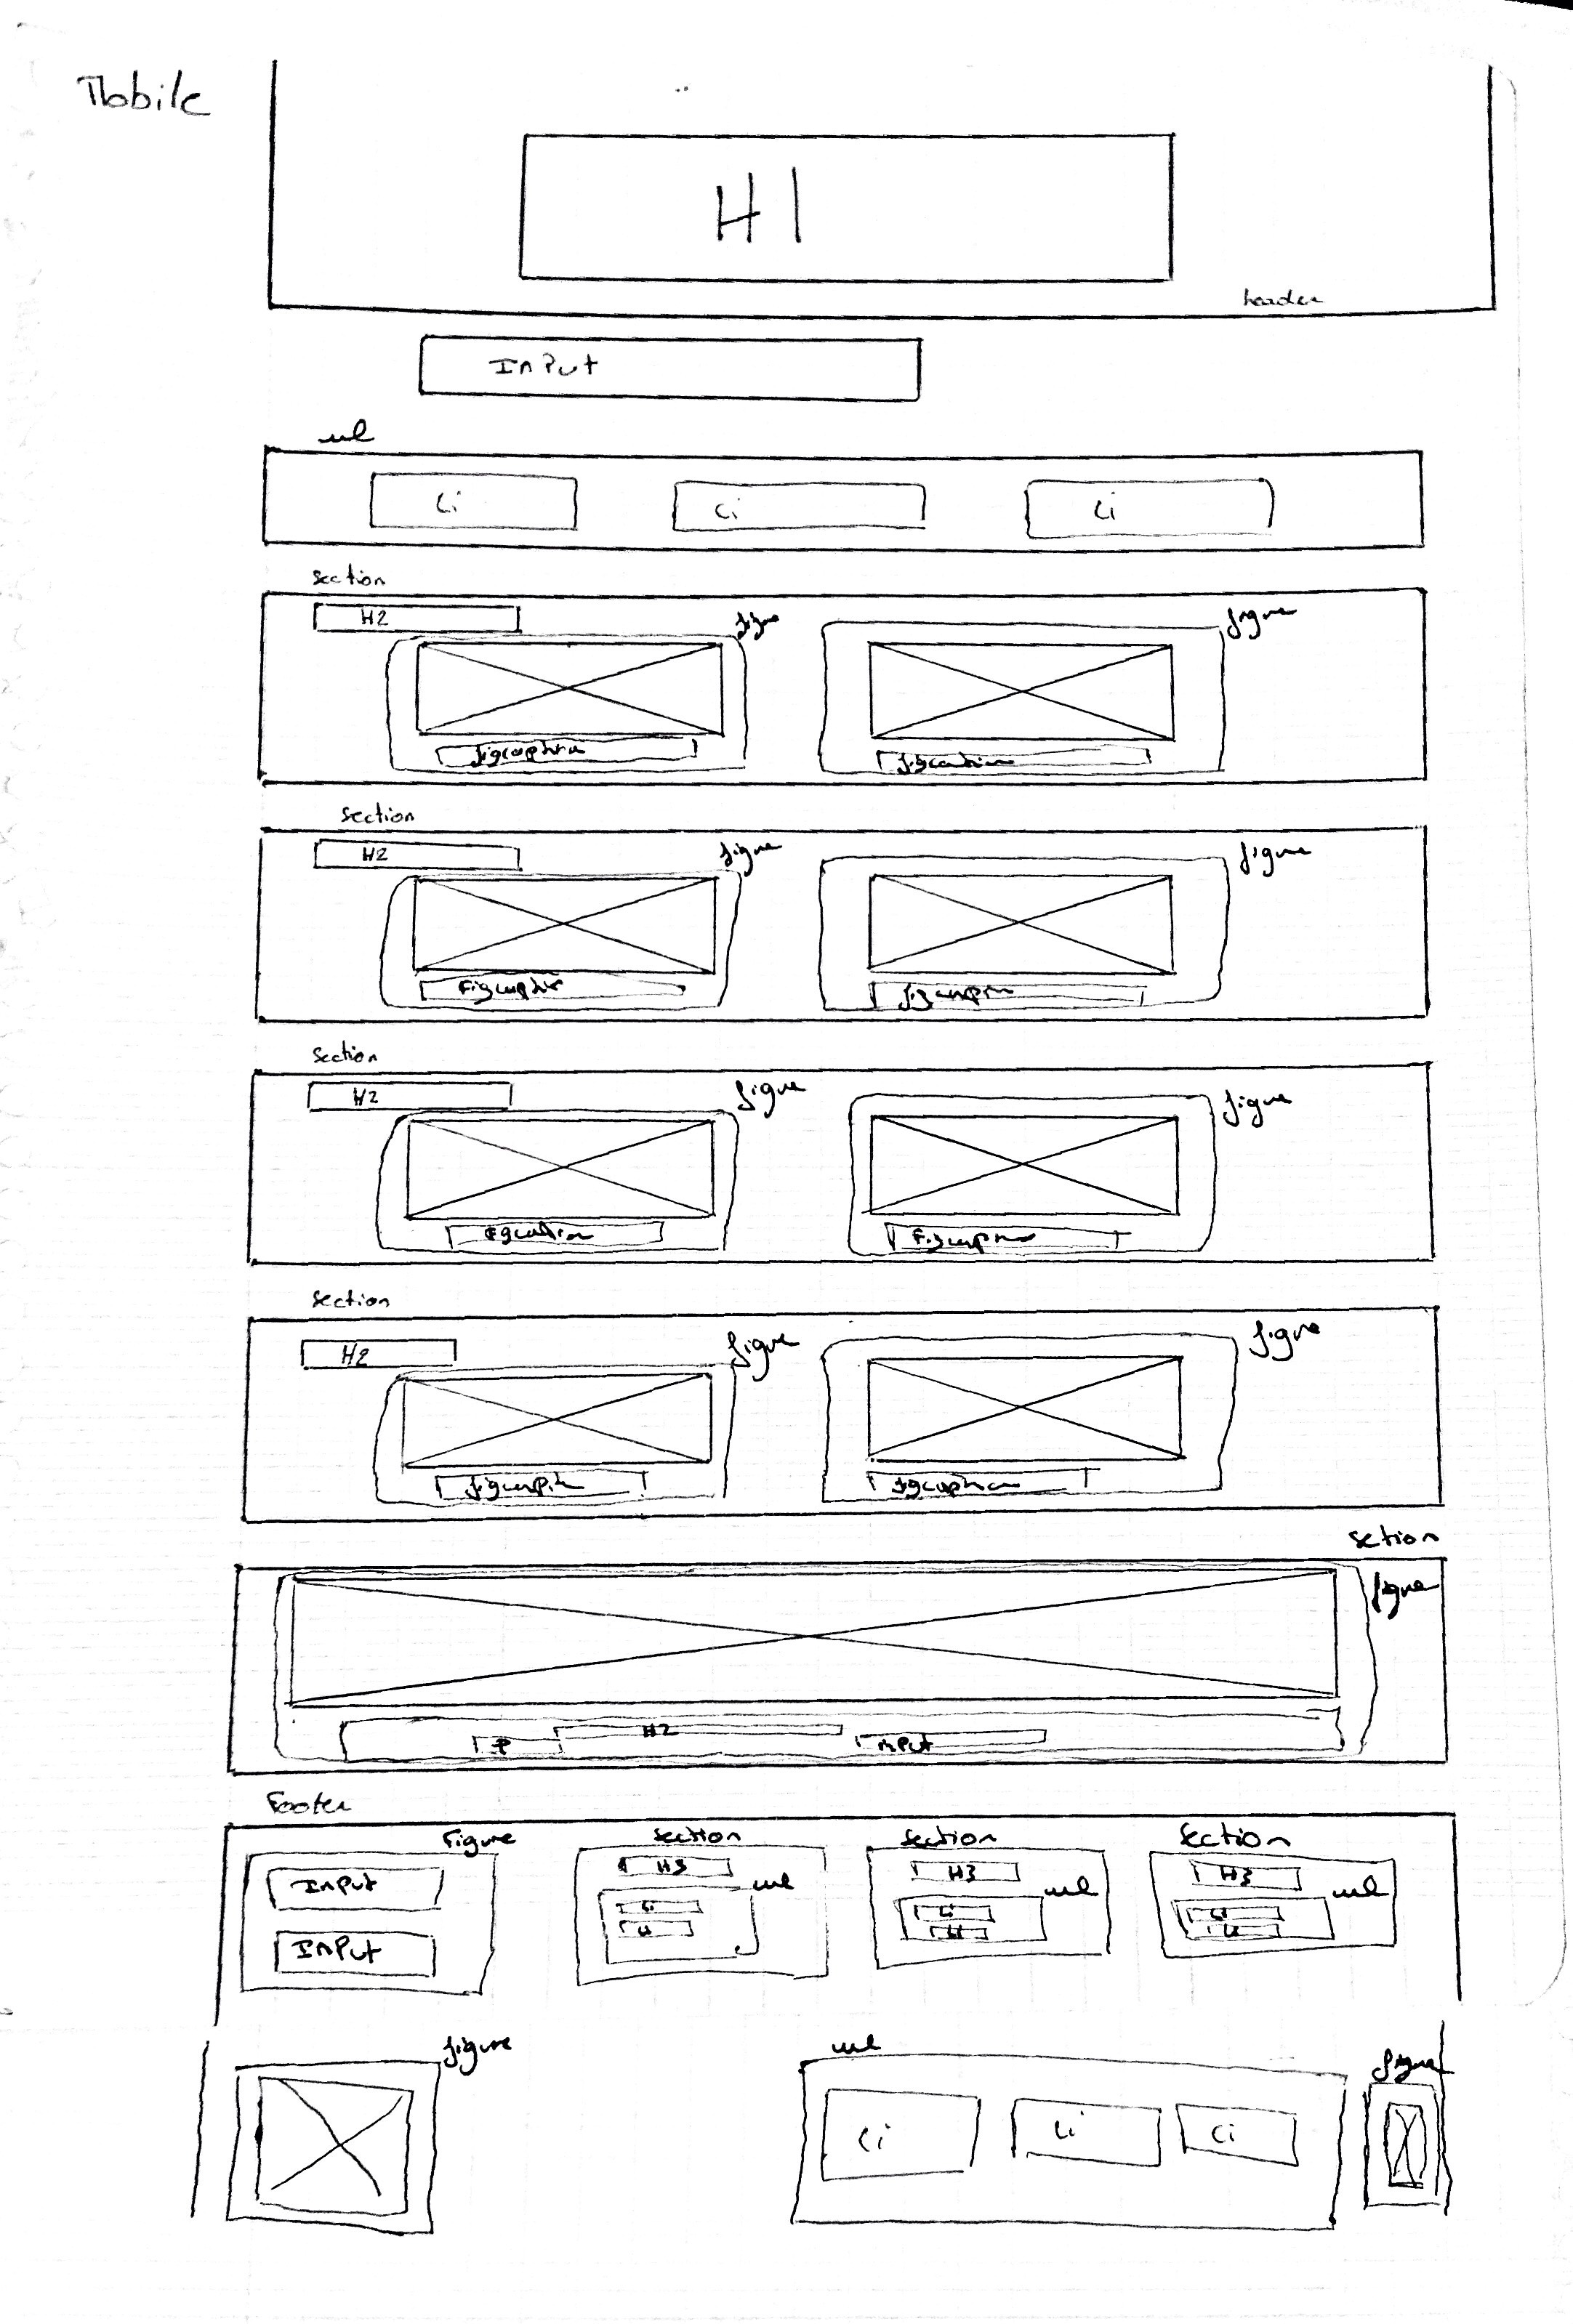 Mobile
H1
header
InPut
ul
Li Li Li
section
H2
figure figure
figcaption figcaption
section
H2
figure figure
Figcaption figcaption
section
H2
figure figure
figcaption Figcaption
section
H2
figure figure
figcaption figcaption
section
figure
P H2 InPut
Footer
Figure section section Section
InPut H3 H3 H3
ul ul ul
Li Li Li
InPut Li Li Li
figure ul figure
Li Li Li